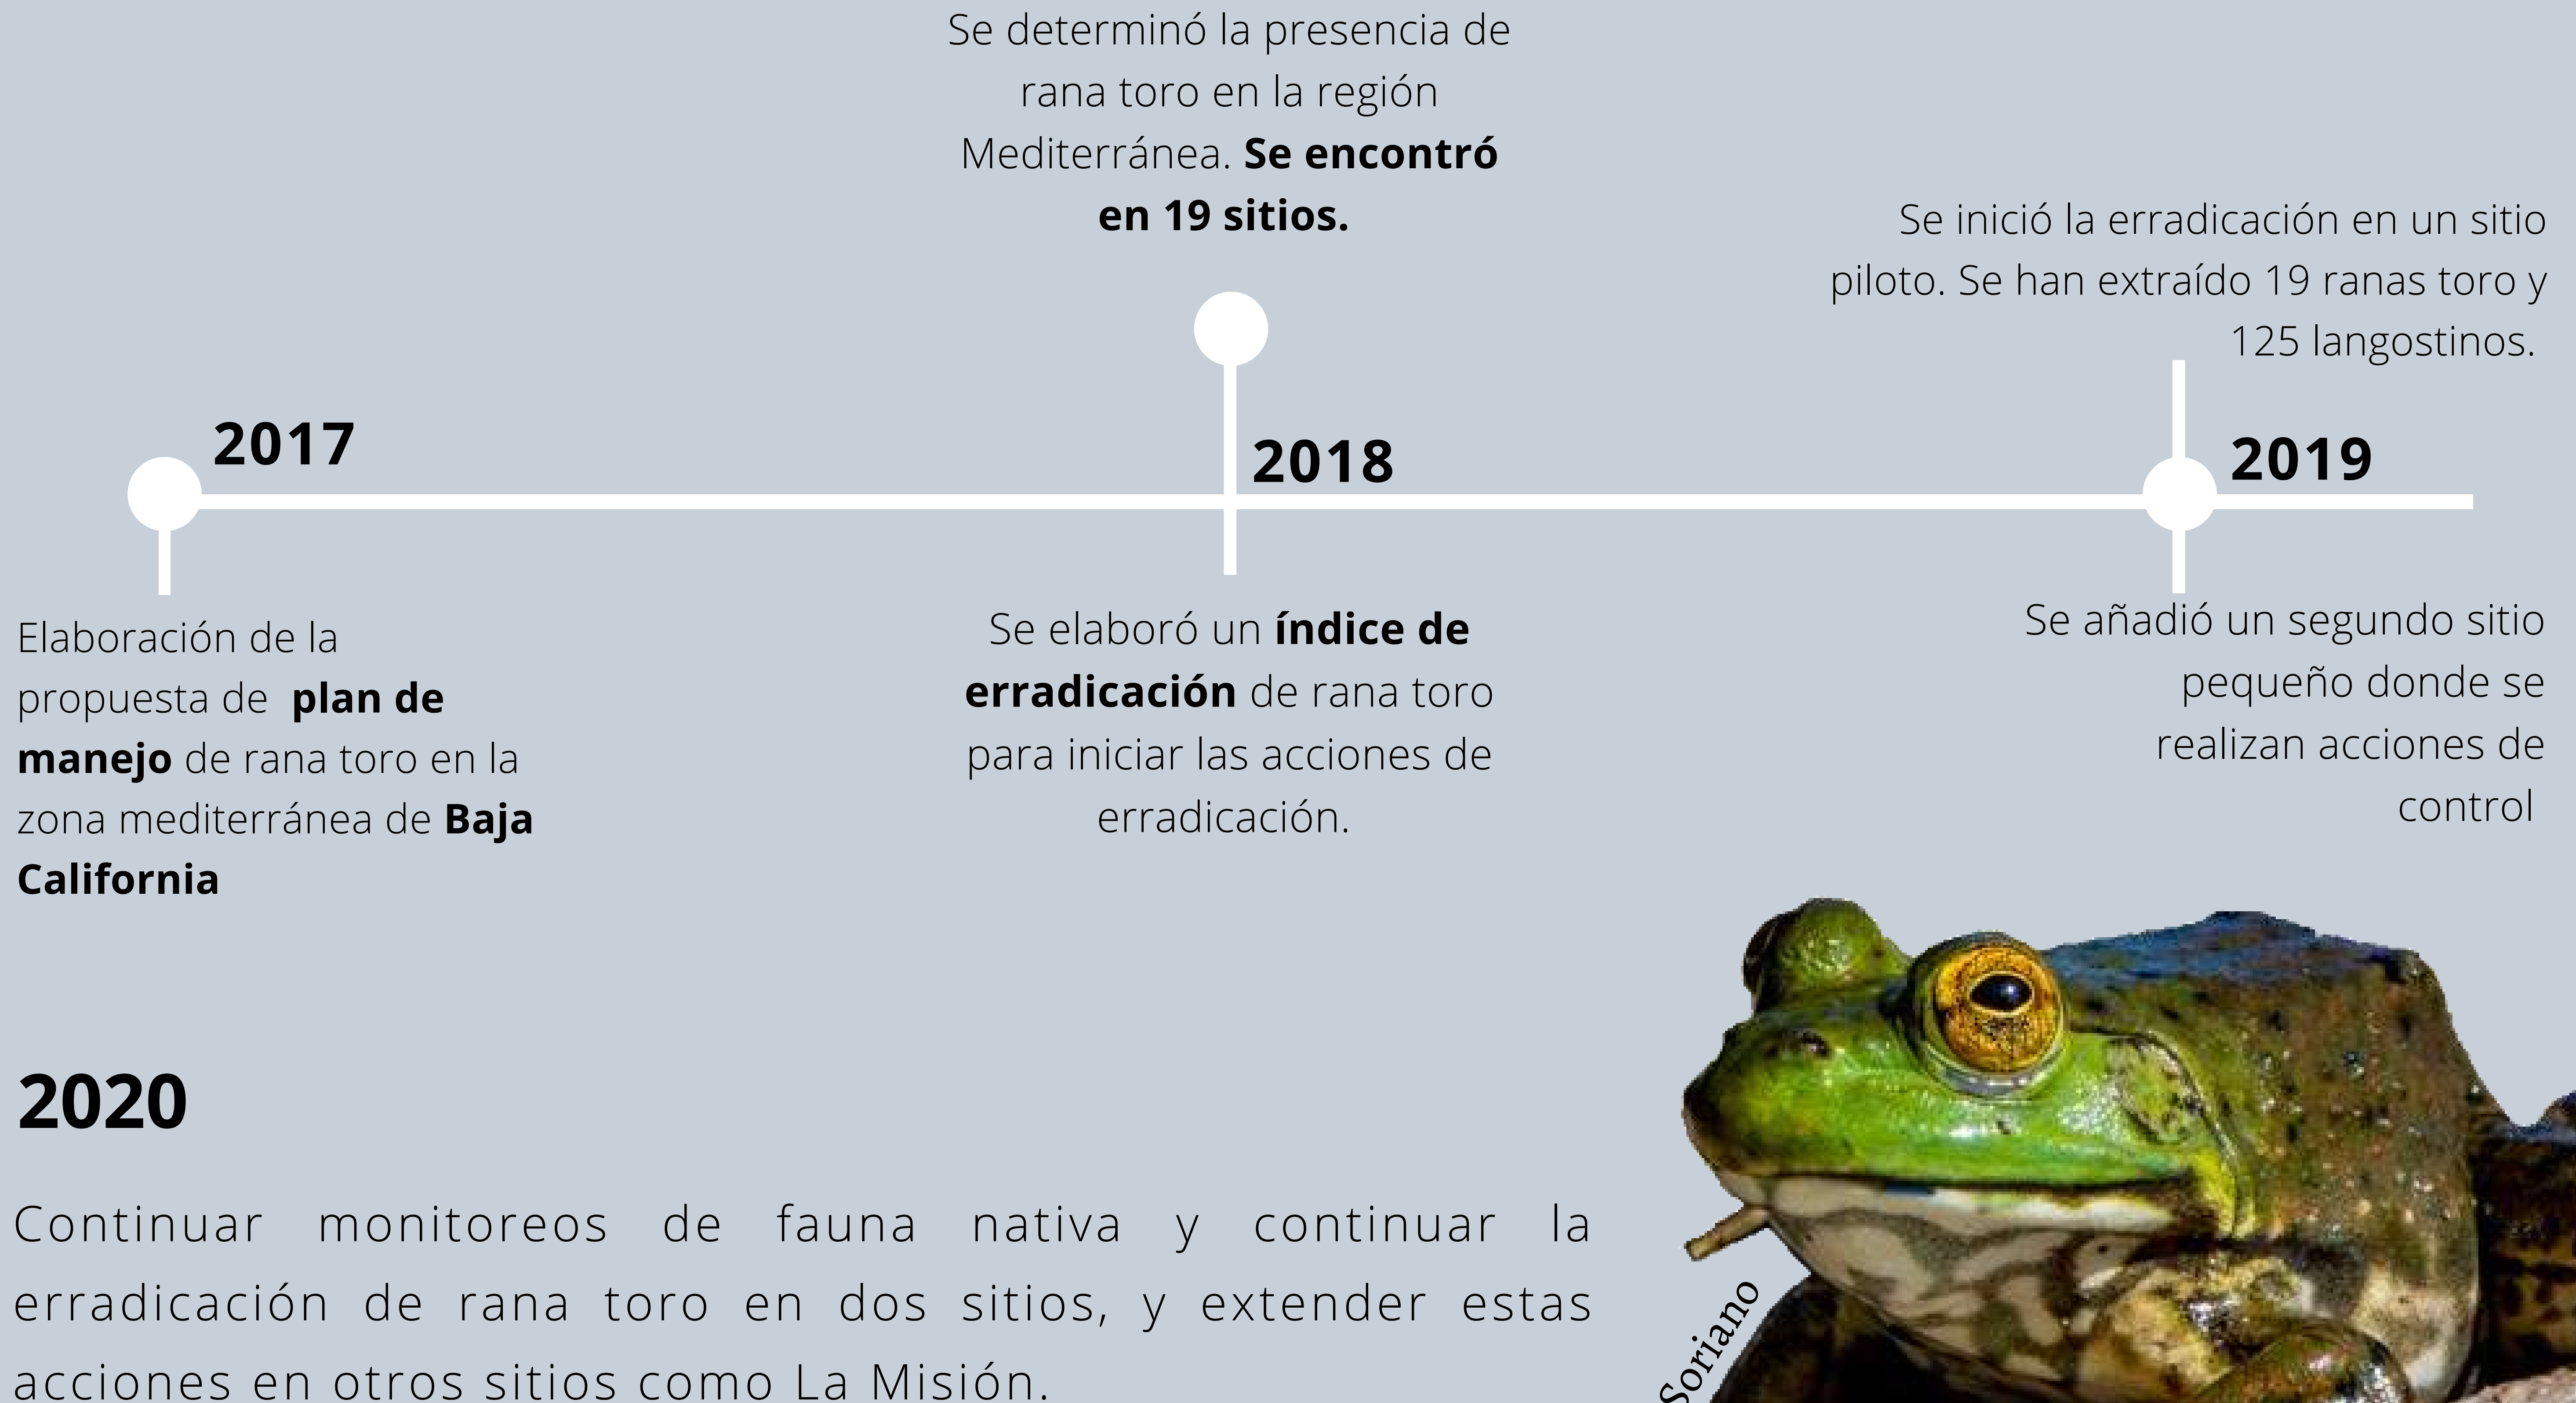 Se determinó la presencia de
rana toro en la región
Mediterránea. Se encontró
en 19 sitios.
Se inició la erradicación en un sitio
piloto. Se han extraído 19 ranas toro y
125 langostinos.
2017
2018
2019
Elaboración de la
propuesta de plan de
manejo de rana toro en la
zona mediterránea de Baja
California
Se elaboró un índice de
erradicación de rana toro
para iniciar las acciones de
erradicación.
Se añadió un segundo sitio
pequeño donde se
realizan acciones de
control
2020
Continuar monitoreos de fauna nativa y continuar la
erradicación de rana toro en dos sitios, y extender estas
acciones en otros sitios como La Misión.
Soriano